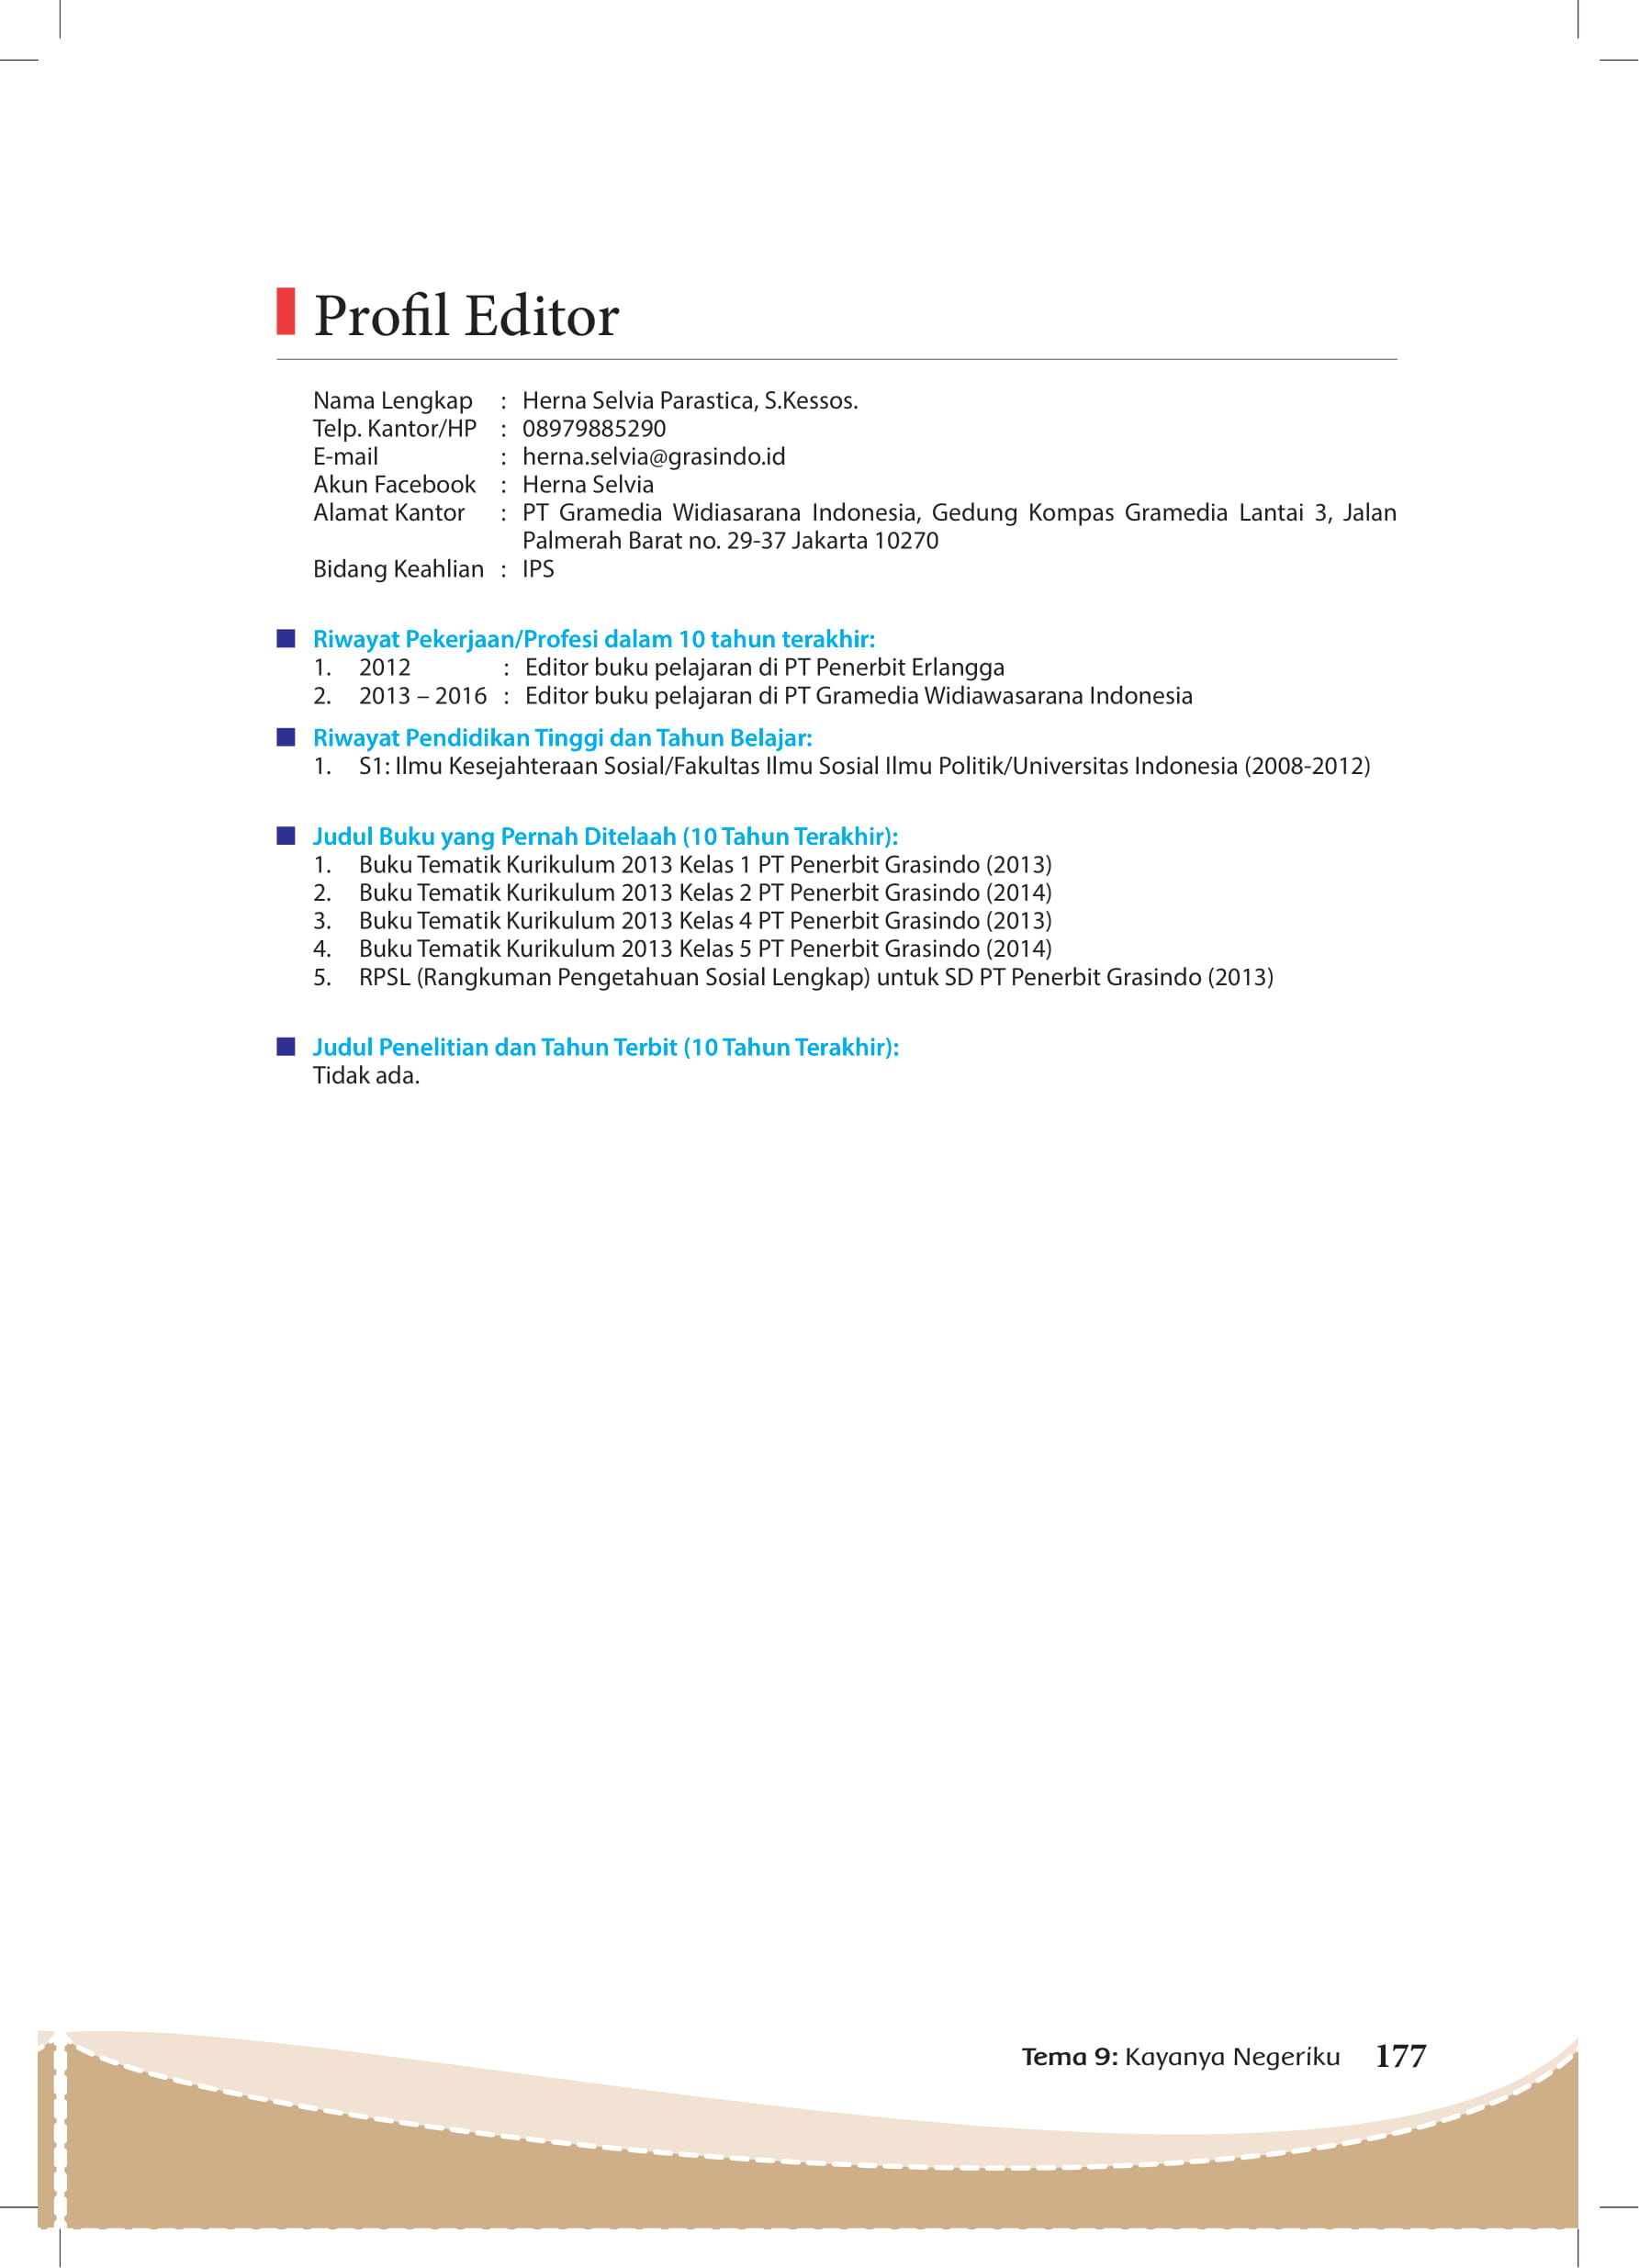 Profil Editor
Nama Lengkap : Herna Selvia Parastica, S.Kessos.
Telp. Kantor/HP : 08979885290
E-mail : herna.selvia@grasindo.id
Akun Facebook : Herna Selvia
Alamat Kantor : PT Gramedia Widiasarana Indonesia, Gedung Kompas Gramedia Lantai 3, Jalan
Palmerah Barat no. 29-37 Jakarta 10270
Bidang Keahlian : IPS
Riwayat Pekerjaan/Profesi dalam 10 tahun terakhir:
1. 2012 : Editor buku pelajaran di PT Penerbit Erlangga
2. 2013 – 2016 : Editor buku pelajaran di PT Gramedia Widiawasarana Indonesia
Riwayat Pendidikan Tinggi dan Tahun Belajar:
1. S1: Ilmu Kesejahteraan Sosial/Fakultas Ilmu Sosial Ilmu Politik/Universitas Indonesia (2008-2012)
Judul Buku yang Pernah Ditelaah (10 Tahun Terakhir):
1. Buku Tematik Kurikulum 2013 Kelas 1 PT Penerbit Grasindo (2013)
2. Buku Tematik Kurikulum 2013 Kelas 2 PT Penerbit Grasindo (2014)
3. Buku Tematik Kurikulum 2013 Kelas 4 PT Penerbit Grasindo (2013)
4. Buku Tematik Kurikulum 2013 Kelas 5 PT Penerbit Grasindo (2014)
5. RPSL (Rangkuman Pengetahuan Sosial Lengkap) untuk SD PT Penerbit Grasindo (2013)
Judul Penelitian dan Tahun Terbit (10 Tahun Terakhir):
Tidak ada.
Tema 9: Kayanya Negeriku 177